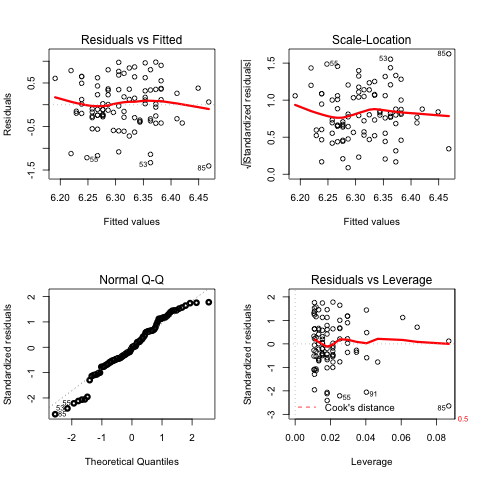 Residuals vs Fitted
Residuals
-1.5 -0.5 0.5
55 53 85
6.20 6.25 6.30 6.35 6.40 6.45
Fitted values
Scale-Location
√|Standardized residuals|
0.0 0.5 1.0 1.5
55 53 85
6.20 6.25 6.30 6.35 6.40 6.45
Fitted values
Normal Q-Q
Standardized residuals
-2 -1 0 1 2
55
53
85
-2 -1 0 1 2
Theoretical Quantiles
Residuals vs Leverage
Standardized residuals
-3 -2 -1 0 1 2
55 91
85
Cook's distance
0.5
0.00 0.02 0.04 0.06 0.08
Leverage